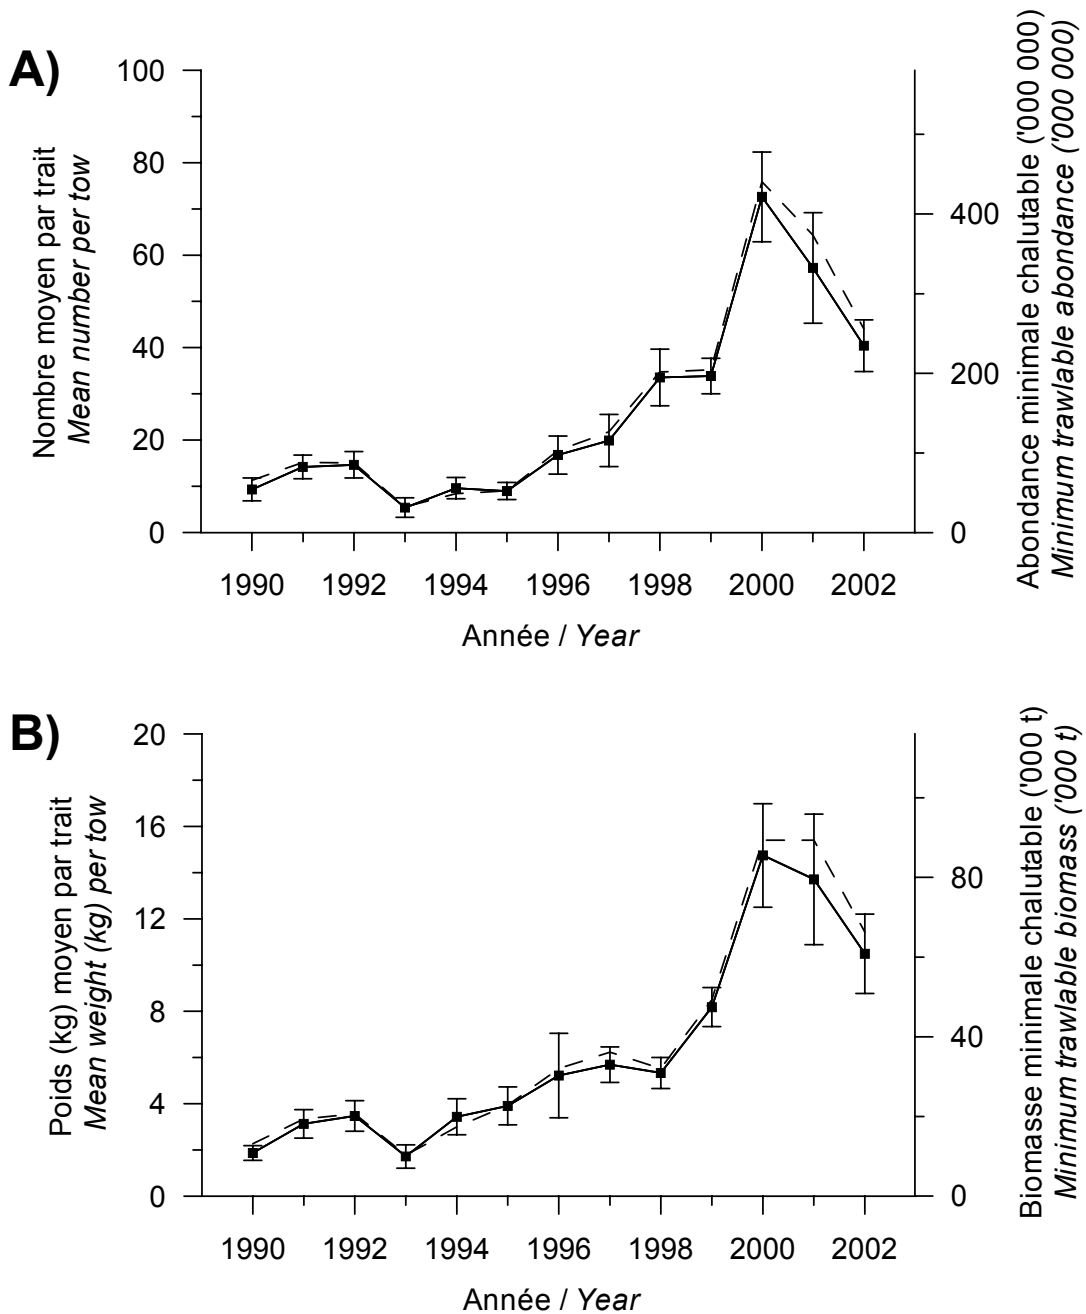 A)
Nombre moyen par trait
Mean number per tow
100
80
60
40
20
0
400
200
0
Abondance minimale chalutable ('000 000)
Minimum trawlable abondance ('000 000)
1990 1992 1994 1996 1998 2000 2002
Année / Year
B)
Poids (kg) moyen par trait
Mean weight (kg) per tow
20
16
12
8
4
0
80
40
0
Biomasse minimale chalutable ('000 t)
Minimum trawlable biomass ('000 t)
1990 1992 1994 1996 1998 2000 2002
Année / Year